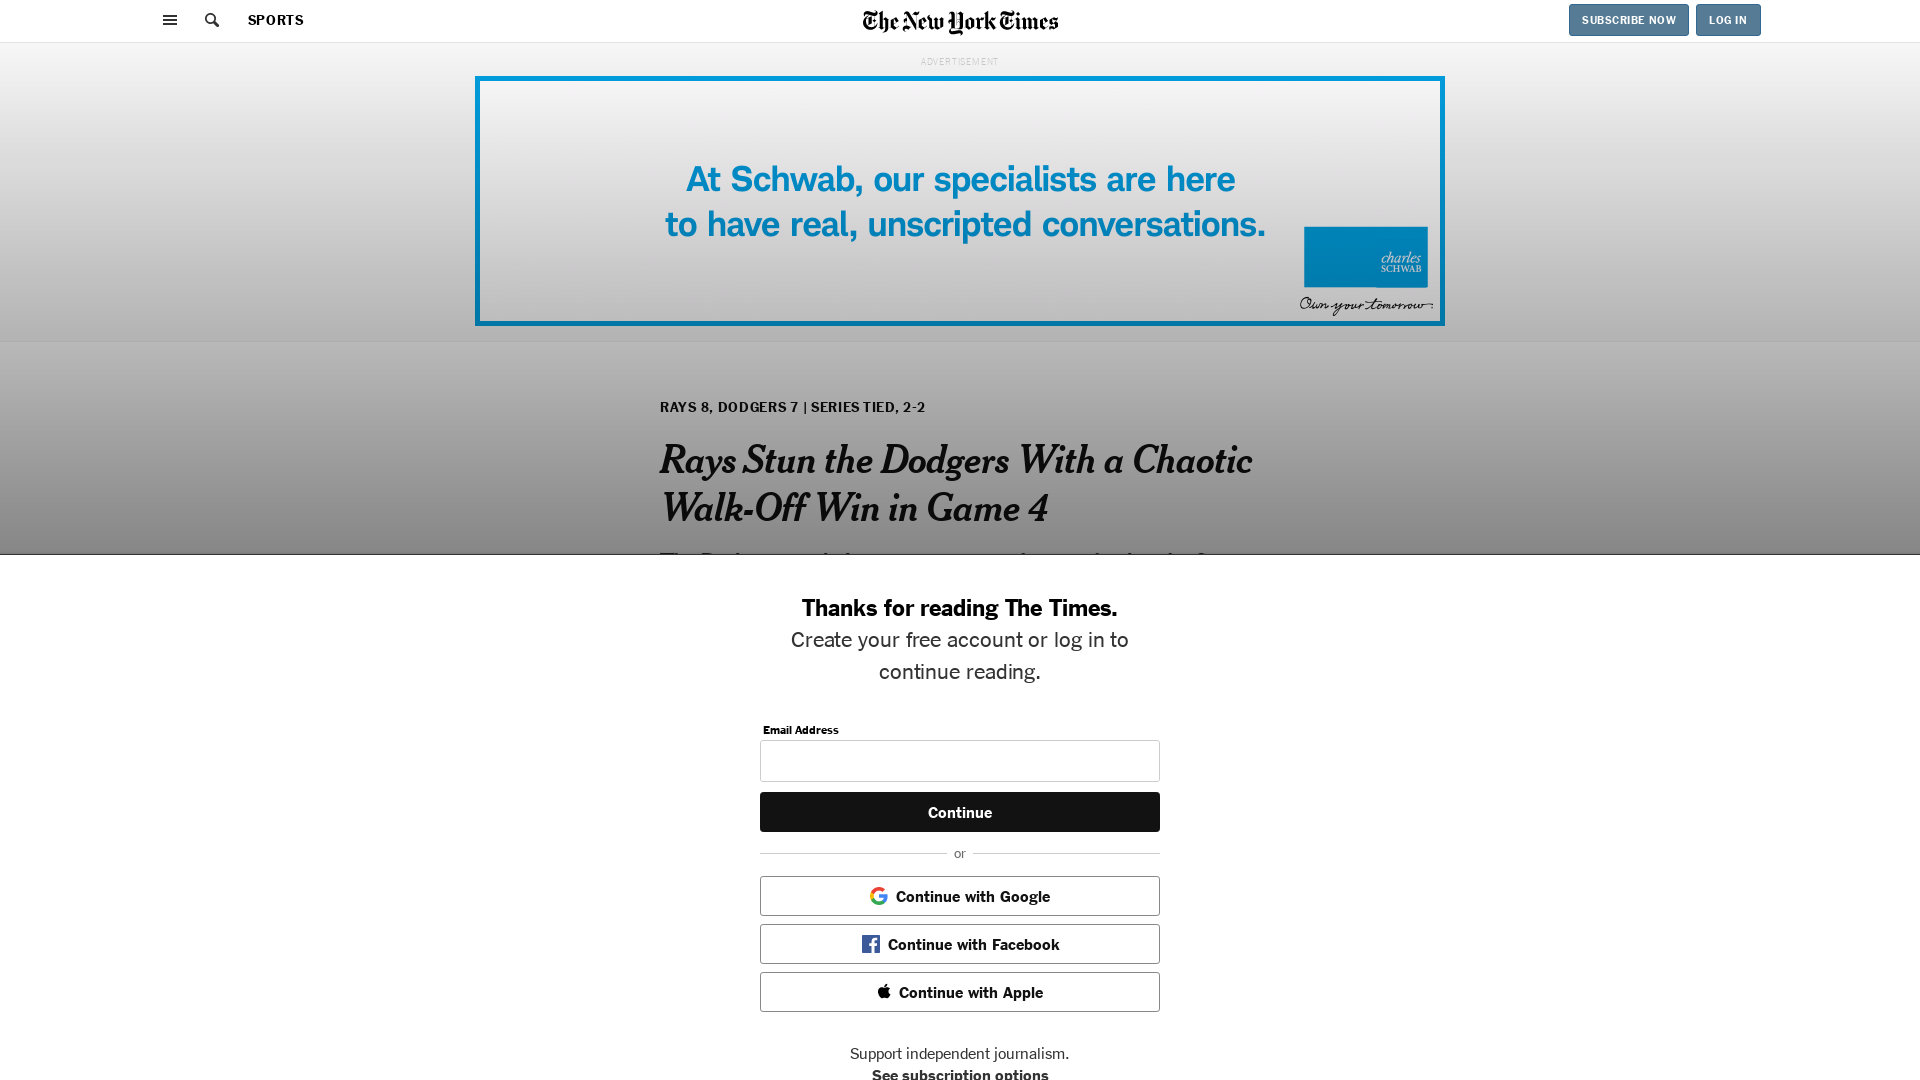 SPORTS
The New York Times
SUBSCRIBE NOW
LOG IN
ADVERTISEMENT
At Schwab, our specialists are here
to have real, unscripted conversations.
charles
SCHWAB
Own your tomorrow.
RAYS 8, DODGERS 7 | SERIES TIED, 2-2
Rays Stun the Dodgers With a Chaotic
Walk-Off Win in Game 4
Thanks for reading The Times.
Create your free account or log in to
continue reading.
Email Address
Continue
or
Continue with Google
Continue with Facebook
Continue with Apple
Support independent journalism.
See subscription options